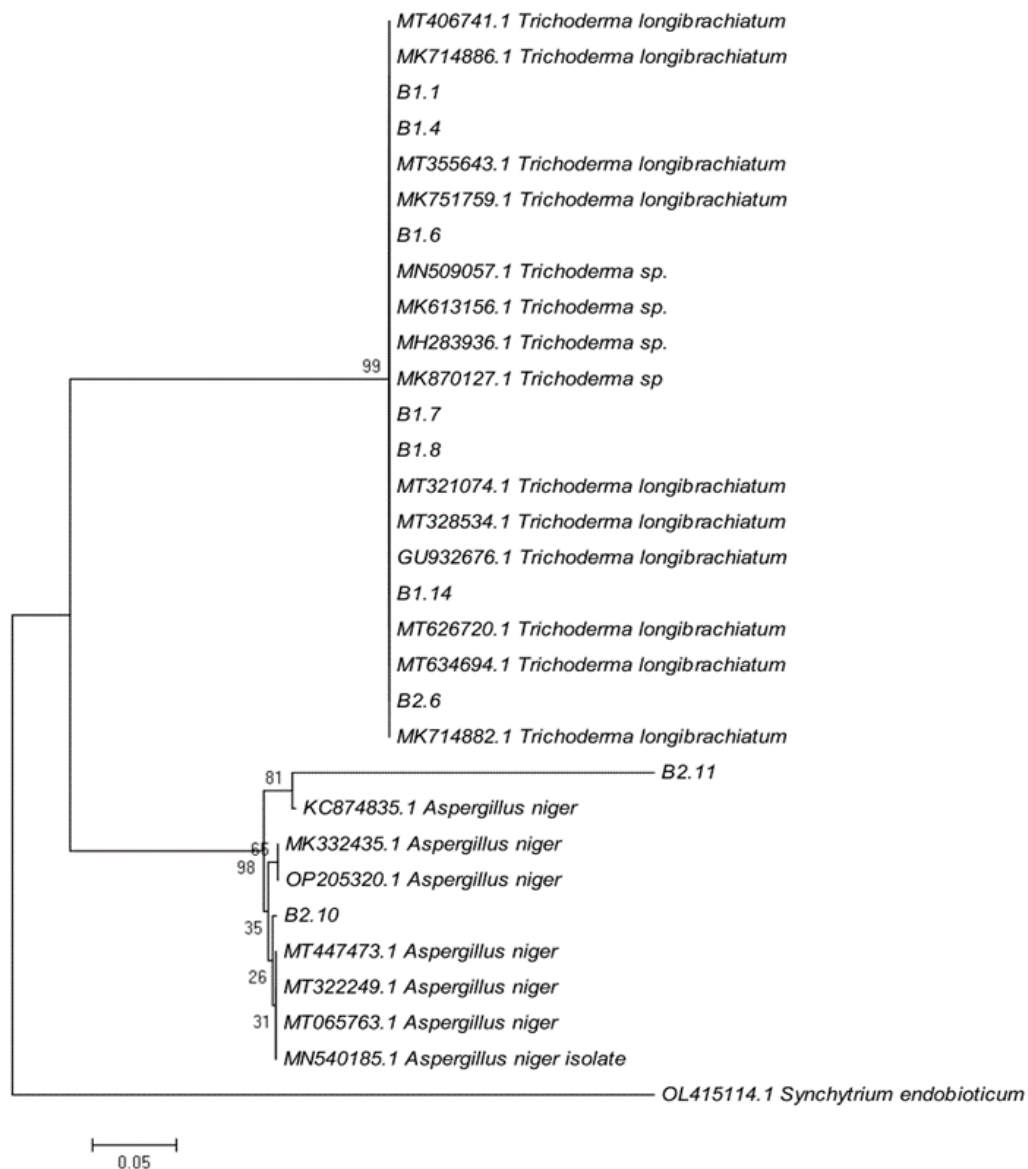 MT406741.1 Trichoderma longibrachiatum
MK714886.1 Trichoderma longibrachiatum
B1.1
B1.4
MT355643.1 Trichoderma longibrachiatum
MK751759.1 Trichoderma longibrachiatum
B1.6
MN509057.1 Trichoderma sp.
MK613156.1 Trichoderma sp.
MH283936.1 Trichoderma sp.
99
MK870127.1 Trichoderma sp
B1.7
B1.8
MT321074.1 Trichoderma longibrachiatum
MT328534.1 Trichoderma longibrachiatum
GU932676.1 Trichoderma longibrachiatum
B1.14
MT626720.1 Trichoderma longibrachiatum
MT634694.1 Trichoderma longibrachiatum
B2.6
MK714882.1 Trichoderma longibrachiatum
81
B2.11
KC874835.1 Aspergillus niger
65
MK332435.1 Aspergillus niger
98
OP205320.1 Aspergillus niger
B2.10
35
MT447473.1 Aspergillus niger
26
MT322249.1 Aspergillus niger
31
MT065763.1 Aspergillus niger
MN540185.1 Aspergillus niger isolate
OL415114.1 Synchytrium endobioticum
0.05